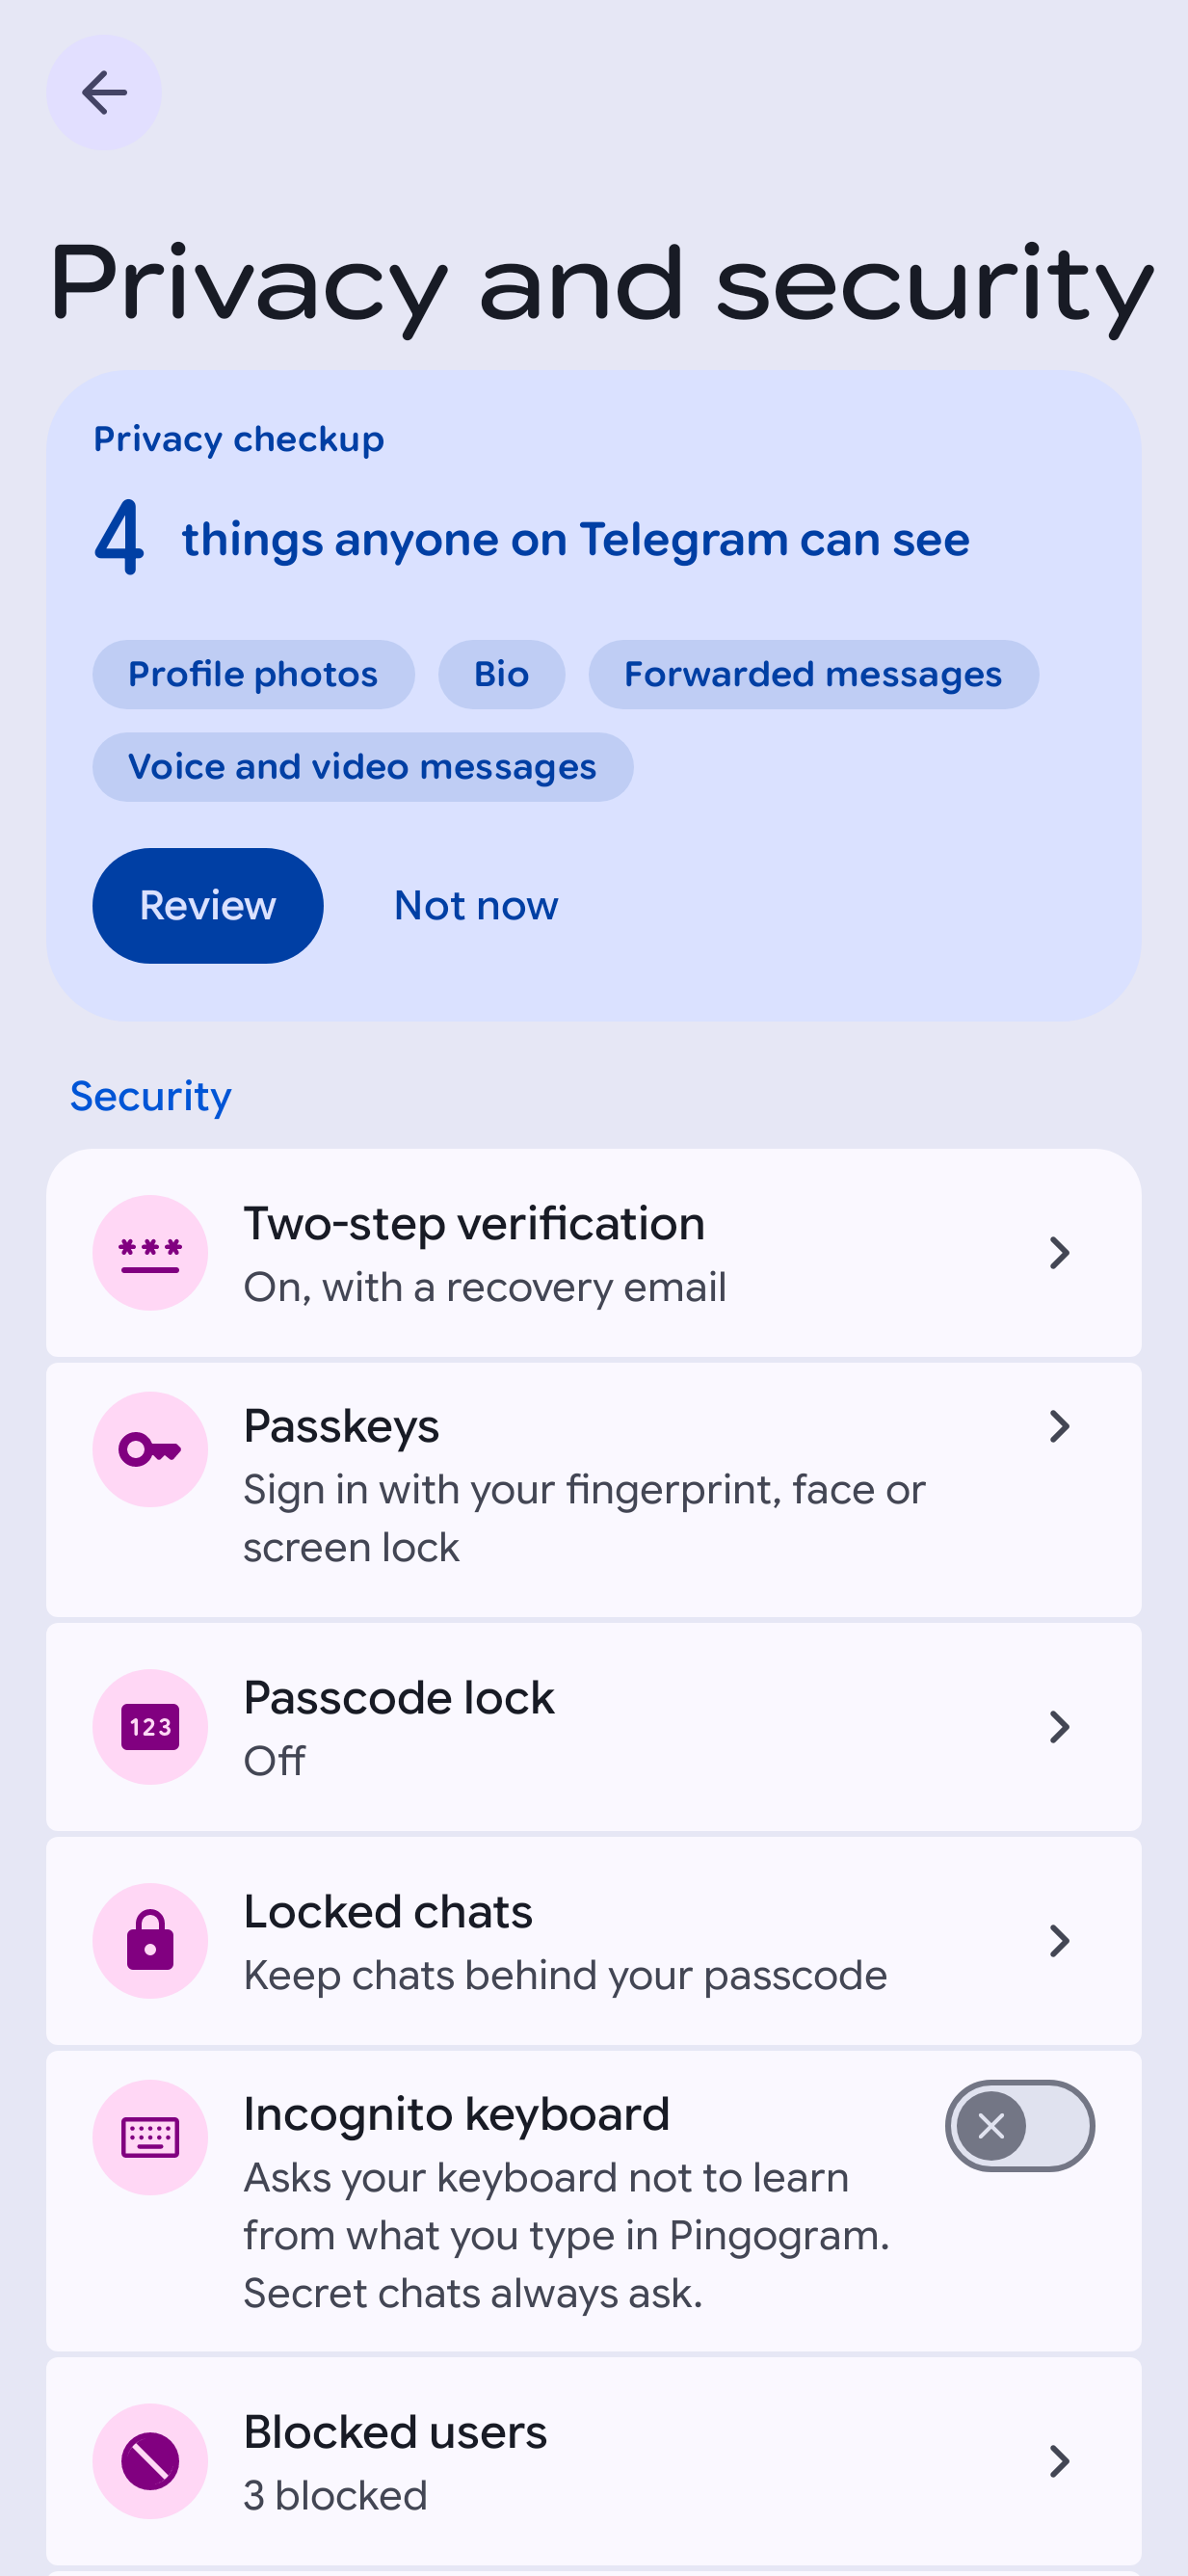 Privacy and security
Privacy checkup
4 things anyone on Telegram can see
Profile photos Bio Forwarded messages
Voice and video messages
Review Not now
Security
Two-step verification
On, with a recovery email
Passkeys
Sign in with your fingerprint, face or
screen lock
Passcode lock
123
Off
Locked chats
Keep chats behind your passcode
Incognito keyboard
Asks your keyboard not to learn
from what you type in Pingogram.
Secret chats always ask.
Blocked users
3 blocked